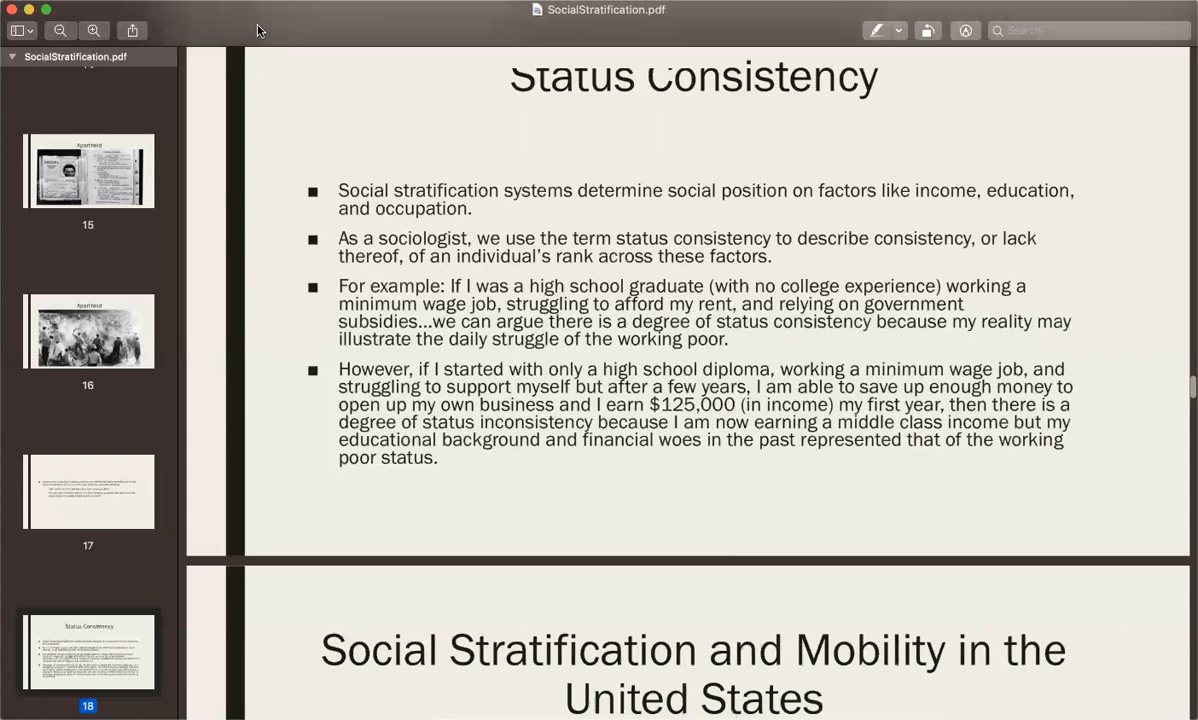 SocialStratification.pdf
Search
SocialStratification.pdf
Apartheid
15
Apartheid
16
17
Status Consistency
18
Status Consistency
■ Social stratification systems determine social position on factors like income, education,
and occupation.
■ As a sociologist, we use the term status consistency to describe consistency, or lack
thereof, of an individual's rank across these factors.
■ For example: If I was a high school graduate (with no college experience) working a
minimum wage job, struggling to afford my rent, and relying on government
subsidies...we can argue there is a degree of status consistency because my reality may
illustrate the daily struggle of the working poor.
■ However, if I started with only a high school diploma, working a minimum wage job, and
struggling to support myself but after a few years, I am able to save up enough money to
open up my own business and I earn $125,000 (in income) my first year, then there is a
degree of status inconsistency because I am now earning a middle class income but my
educational background and financial woes in the past represented that of the working
poor status.
Social Stratification and Mobility in the
United States